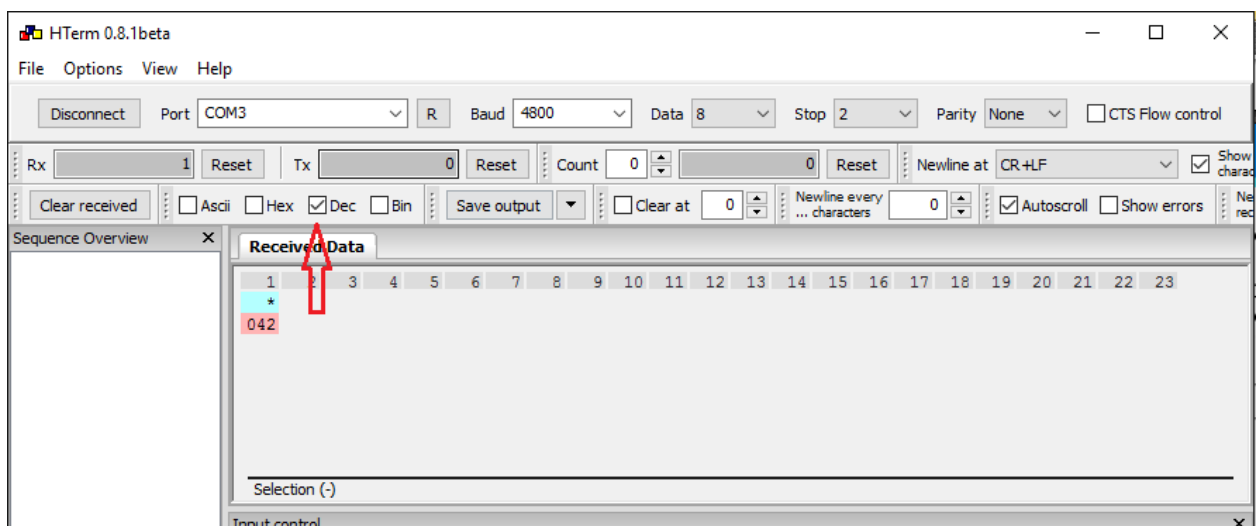 HTerm 0.8.1beta
File Options View Help
Disconnect Port COM3 R Baud 4800 Data 8 Stop 2 Parity None CTS Flow control
Rx 1 Reset Tx 0 Reset Count 0 0 Reset Newline at CR+LF Show
charac
Clear received Ascii Hex Dec Bin Save output Clear at 0 Newline every
... characters 0 Autoscroll Show errors Ne
rec
Sequence Overview X Received Data
1 2 3 4 5 6 7 8 9 10 11 12 13 14 15 16 17 18 19 20 21 22 23
*
042
Selection (-)
Input control